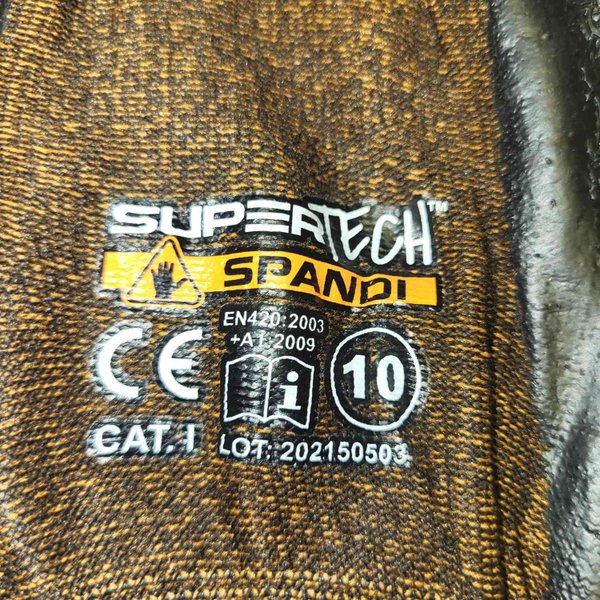 SUPERTECH™
SPANDI
EN420:2003
+A1:2009
CE
i
10
CAT. I
LOT: 202150503